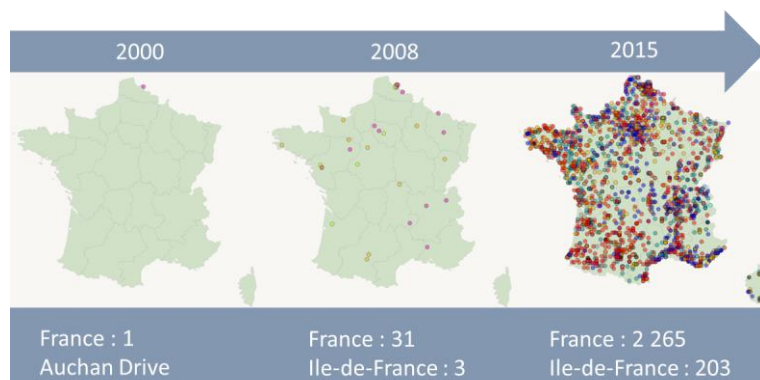 2000
2008
2015
France : 1
Auchan Drive
France : 31
Ile-de-France : 3
France : 2 265
Ile-de-France : 203